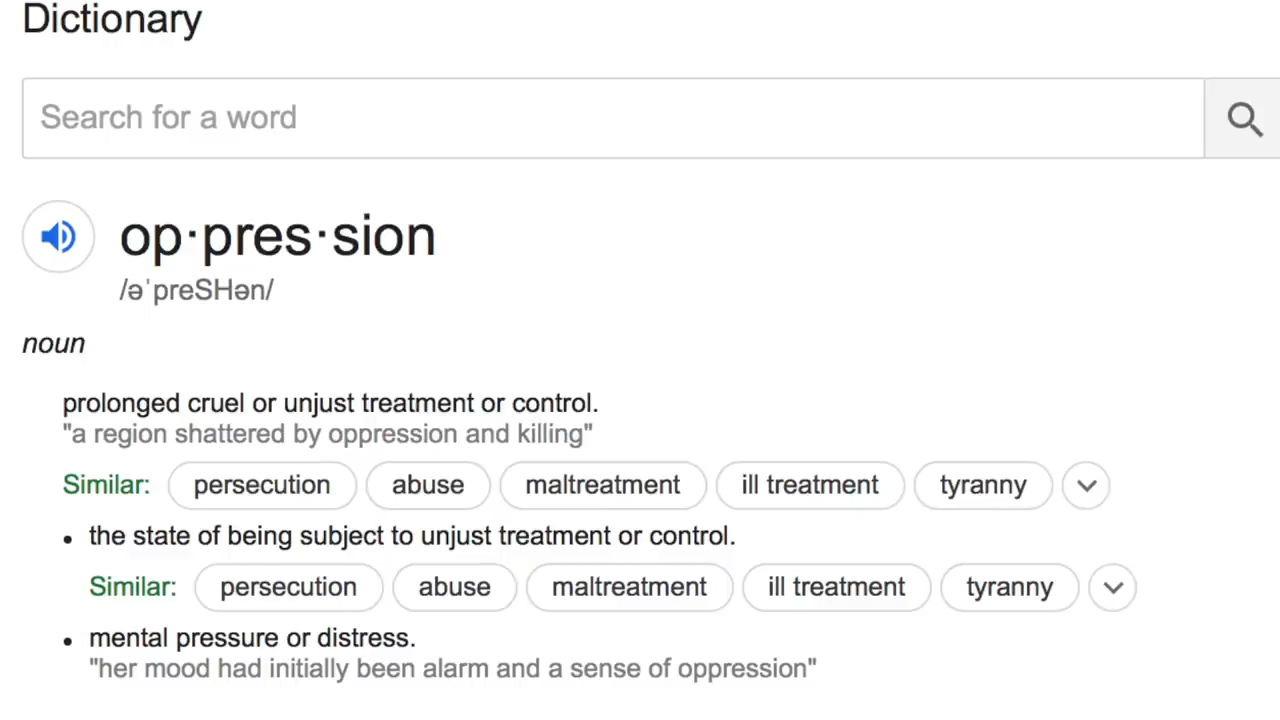 Dictionary
Search for a word
op·pres·sion
/əˈpreSHən/
noun
prolonged cruel or unjust treatment or control.
"a region shattered by oppression and killing"
Similar: persecution abuse maltreatment ill treatment tyranny
• the state of being subject to unjust treatment or control.
Similar: persecution abuse maltreatment ill treatment tyranny
• mental pressure or distress.
"her mood had initially been alarm and a sense of oppression"